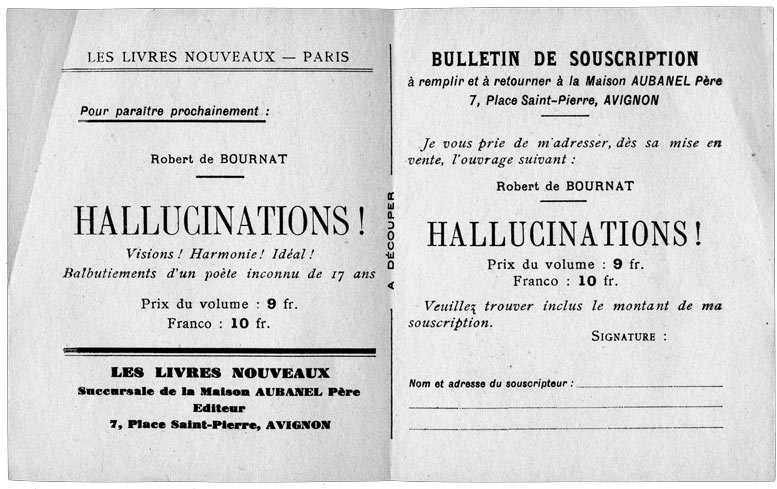 LES LIVRES NOUVEAUX — PARIS
Pour paraître prochainement :
Robert de BOURNAT
HALLUCINATIONS !
Visions ! Harmonie ! Idéal !
Balbutiements d'un poète inconnu de 17 ans
Prix du volume : 9 fr.
Franco : 10 fr.
LES LIVRES NOUVEAUX
Succursale de la Maison AUBANEL Père
Editeur
7, Place Saint-Pierre, AVIGNON
A DÉCOUPER
BULLETIN DE SOUSCRIPTION
à remplir et à retourner à la Maison AUBANEL Père
7, Place Saint-Pierre, AVIGNON
Je vous prie de m'adresser, dès sa mise en
vente, l'ouvrage suivant :
Robert de BOURNAT
HALLUCINATIONS !
Prix du volume : 9 fr.
Franco : 10 fr.
Veuillez trouver inclus le montant de ma
souscription.
SIGNATURE :
Nom et adresse du souscripteur :